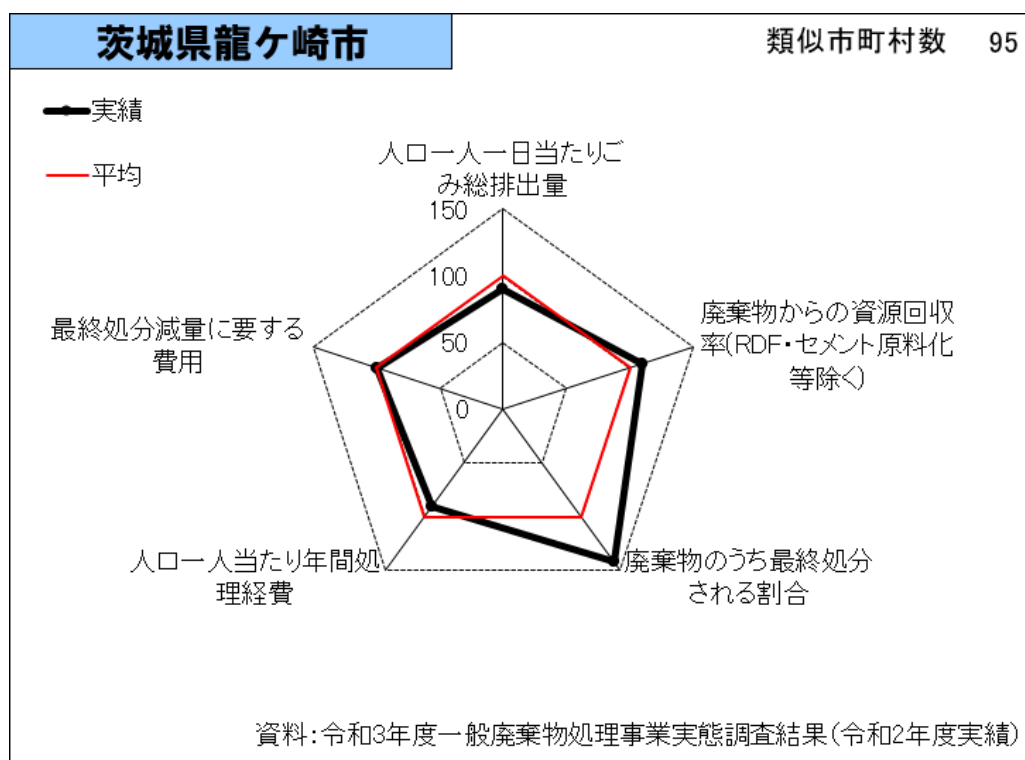 茨城県龍ケ崎市
類似市町村数 95
実績
平均
人口一人一日当たりご
み総排出量
150
100
50
0
廃棄物からの資源回収
率(RDF・セメント原料化
等除く)
最終処分減量に要する
費用
人口一人当たり年間処
理経費
廃棄物のうち最終処分
される割合
資料:令和3年度一般廃棄物処理事業実態調査結果(令和2年度実績)